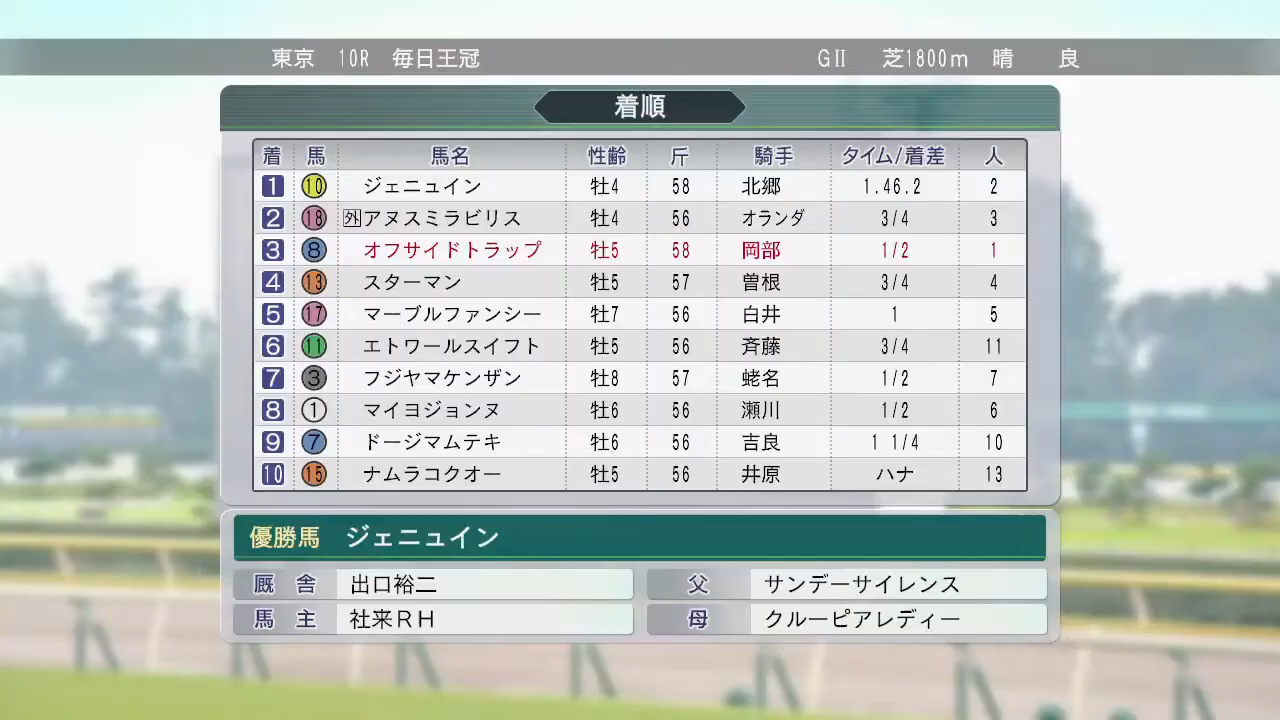 東京 10R 毎日王冠 GⅡ 芝1800m 晴 良
着順
着 馬 馬名 性齢 斤 騎手 タイム/着差 人
1 10 ジェニュイン 牡4 58 北郷 1.46.2 2
2 18 外アヌスミラビリス 牡4 56 オランダ 3/4 3
3 8 オフサイドトラップ 牡5 58 岡部 1/2 1
4 13 スターマン 牡5 57 曽根 3/4 4
5 17 マーブルファンシー 牡7 56 白井 1 5
6 11 エトワールスイフト 牡5 56 斉藤 3/4 11
7 3 フジヤマケンザン 牡8 57 蛯名 1/2 7
8 1 マイヨジョンヌ 牡6 56 瀬川 1/2 6
9 7 ドージマムテキ 牡6 56 吉良 1 1/4 10
10 15 ナムラコクオー 牡5 56 井原 ハナ 13
優勝馬 ジェニュイン
厩舎 出口裕二 父 サンデーサイレンス
馬主 社来RH 母 クルーピアレディー